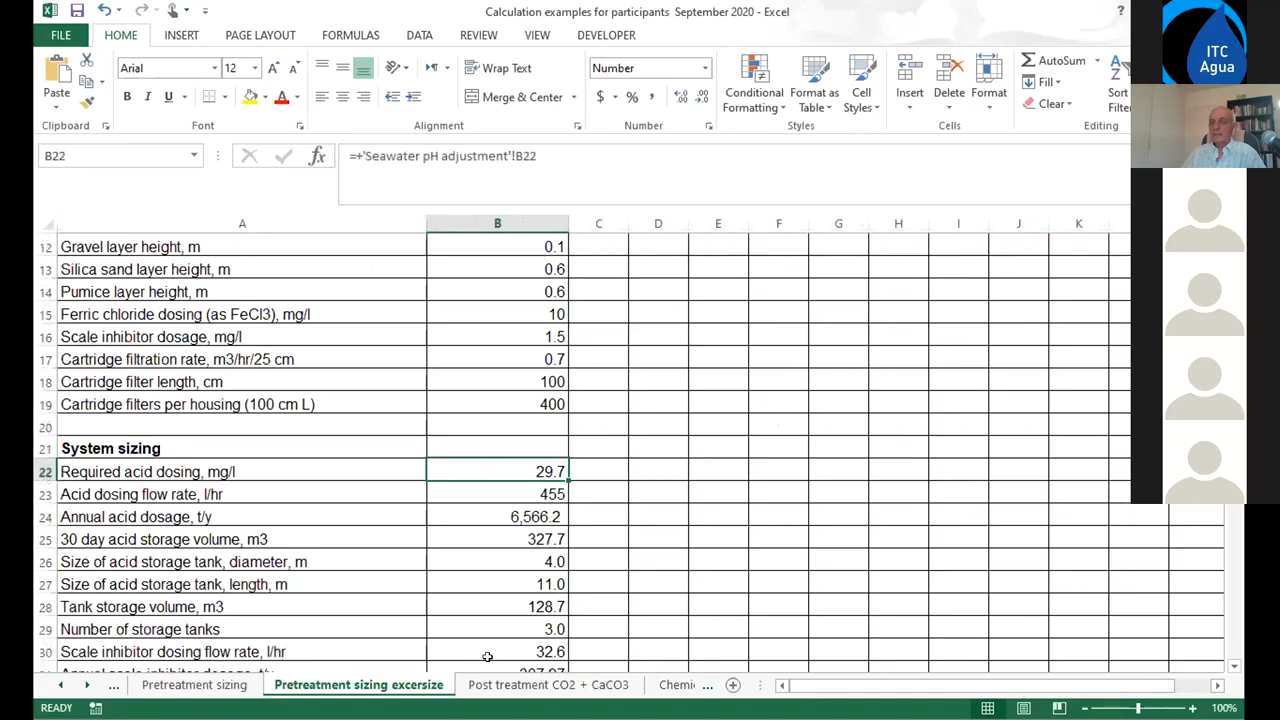 Calculation examples for participants September 2020 - Excel
?
FILE
HOME
INSERT
PAGE LAYOUT
FORMULAS
DATA
REVIEW
VIEW
DEVELOPER
Paste
Arial
12
B I U
Wrap Text
Merge & Center
Number
$ % ,
Conditional Formatting
Format as Table
Cell Styles
Insert
Delete
Format
AutoSum
Fill
Clear
Sort
Clipboard
Font
Alignment
Number
Styles
Cells
Editing
ITC
Agua
B22
fx
=+'Seawater pH adjustment'!B22
A B C D E F G H I J K
12 Gravel layer height, m 0.1
13 Silica sand layer height, m 0.6
14 Pumice layer height, m 0.6
15 Ferric chloride dosing (as FeCl3), mg/l 10
16 Scale inhibitor dosage, mg/l 1.5
17 Cartridge filtration rate, m3/hr/25 cm 0.7
18 Cartridge filter length, cm 100
19 Cartridge filters per housing (100 cm L) 400
20
21 System sizing
22 Required acid dosing, mg/l 29.7
23 Acid dosing flow rate, l/hr 455
24 Annual acid dosage, t/y 6,566.2
25 30 day acid storage volume, m3 327.7
26 Size of acid storage tank, diameter, m 4.0
27 Size of acid storage tank, length, m 11.0
28 Tank storage volume, m3 128.7
29 Number of storage tanks 3.0
30 Scale inhibitor dosing flow rate, l/hr 32.6
... Pretreatment sizing
Pretreatment sizing excersize
Post treatment CO2 + CaCO3
Chemi ...
READY
100%